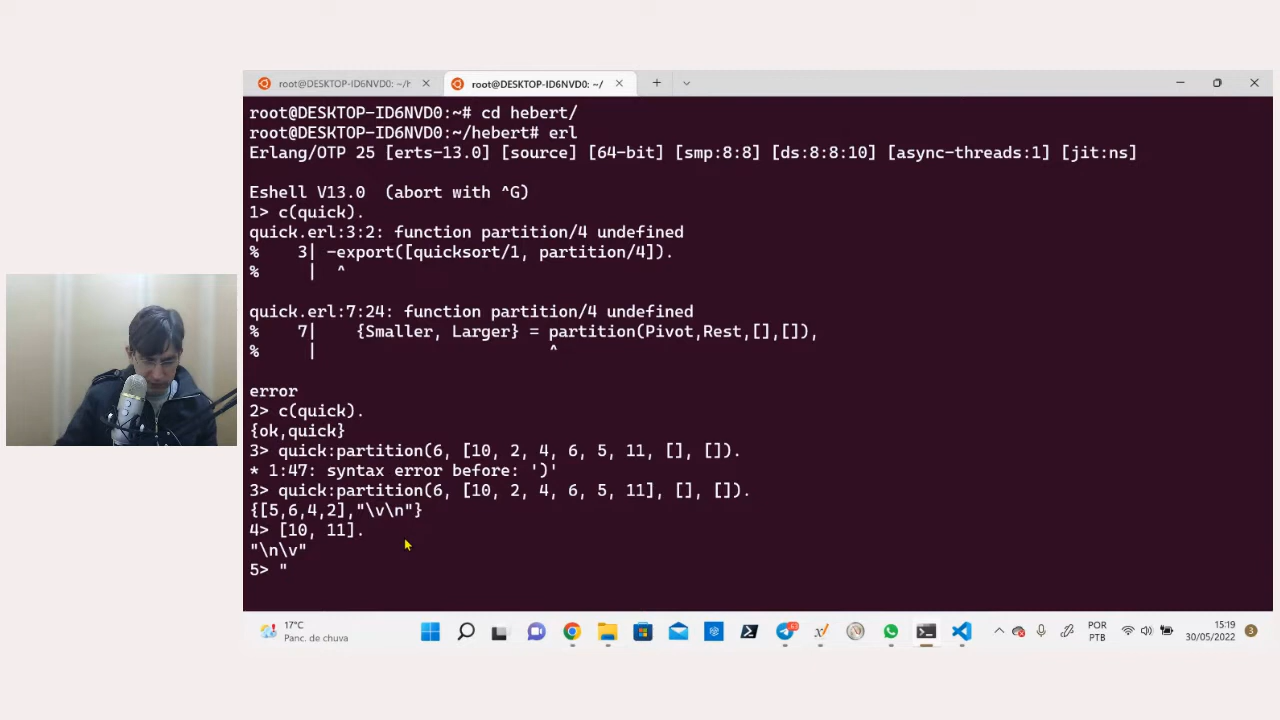 root@DESKTOP-ID6NVD0: ~/h
root@DESKTOP-ID6NVD0: ~/
root@DESKTOP-ID6NVD0:~# cd hebert/
root@DESKTOP-ID6NVD0:~/hebert# erl
Erlang/OTP 25 [erts-13.0] [source] [64-bit] [smp:8:8] [ds:8:8:10] [async-threads:1] [jit:ns]
Eshell V13.0  (abort with ^G)
1> c(quick).
quick.erl:3:2: function partition/4 undefined
%    3| -export([quicksort/1, partition/4]).
%     |  ^
quick.erl:7:24: function partition/4 undefined
%    7|    {Smaller, Larger} = partition(Pivot,Rest,[],[]),
%     |                        ^
error
2> c(quick).
{ok,quick}
3> quick:partition(6, [10, 2, 4, 6, 5, 11, [], []).
* 1:47: syntax error before: ')'
3> quick:partition(6, [10, 2, 4, 6, 5, 11], [], []).
{[5,6,4,2],"\v\n"}
4> [10, 11].
"\n\v"
5> "
17°C
Panc. de chuva
POR
PTB
15:19
30/05/2022
3